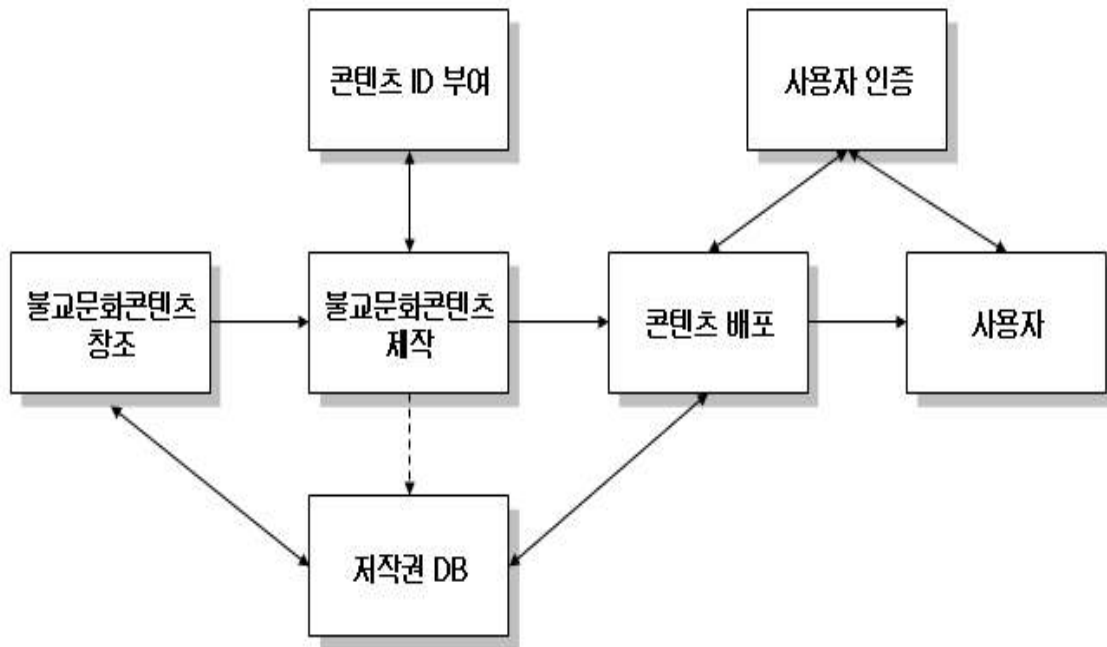 콘텐츠 ID 부여
사용자 인증
불교문화콘텐츠
창조
불교문화콘텐츠
제작
콘텐츠 배포
사용자
저작권 DB